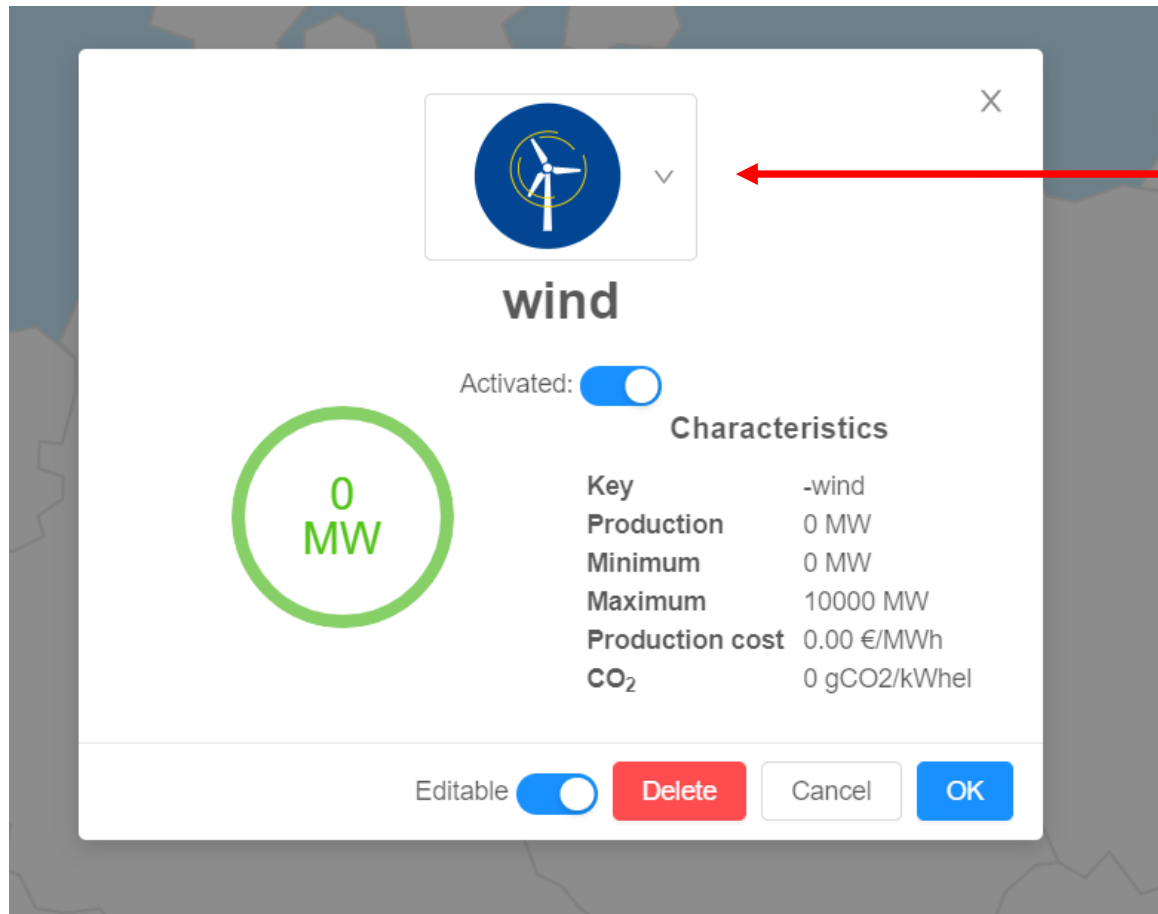 wind
Activated:
0
MW
Characteristics
Key -wind
Production 0 MW
Minimum 0 MW
Maximum 10000 MW
Production cost 0.00 €/MWh
CO₂ 0 gCO2/kWhel
Editable Delete Cancel OK